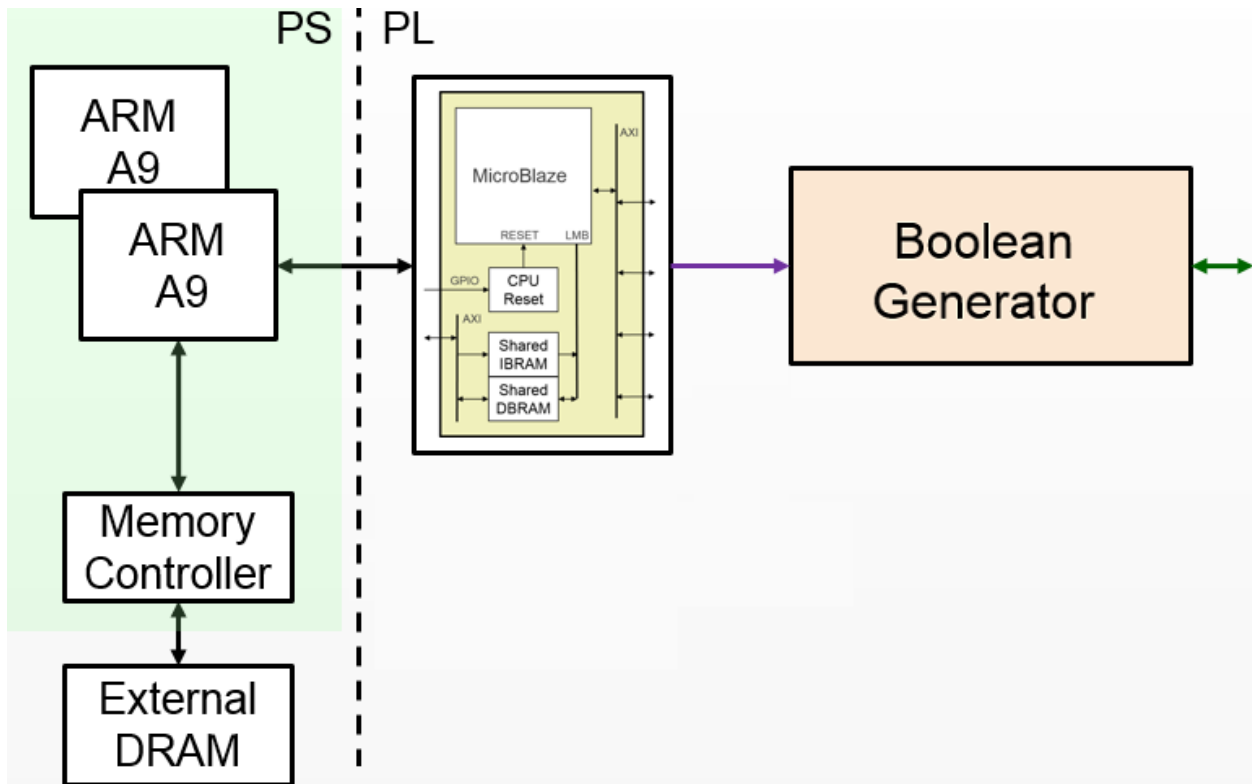 PS
PL
ARM
A9
ARM
A9
Memory
Controller
External
DRAM
MicroBlaze
AXI
RESET
LMB
GPIO
CPU
Reset
AXI
Shared
IBRAM
Shared
DBRAM
Boolean
Generator